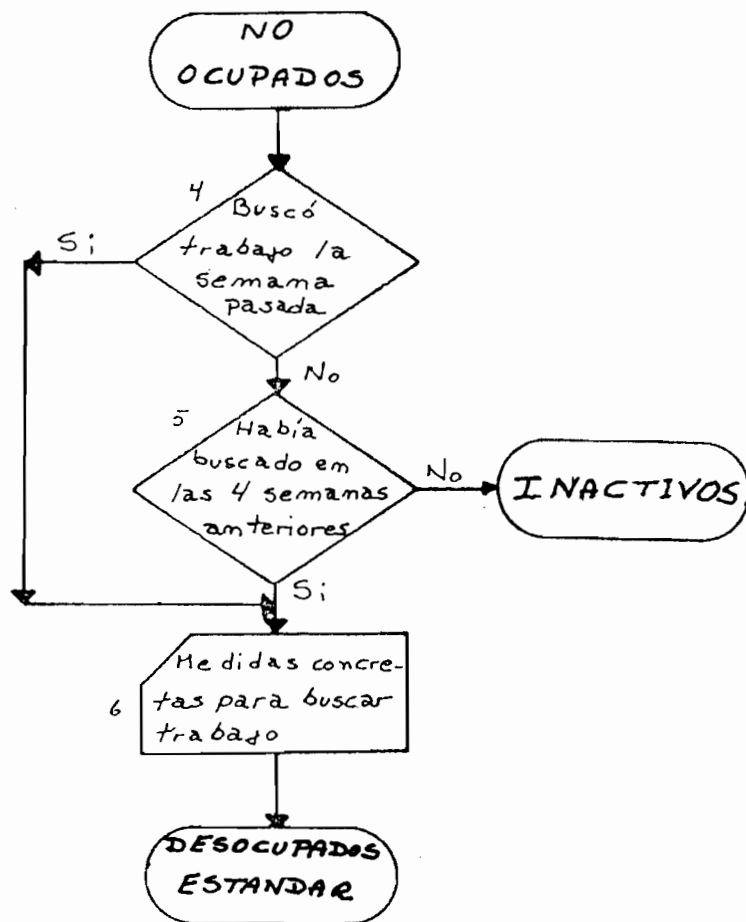 NO
OCUPADOS
4
Buscó
trabajo la
semana
pasada
Si
No
5
Había
buscado en
las 4 semanas
anteriores
No
INACTIVOS
Si
6
Medidas concre-
tas para buscar
trabajo
DESOCUPADOS
ESTANDAR